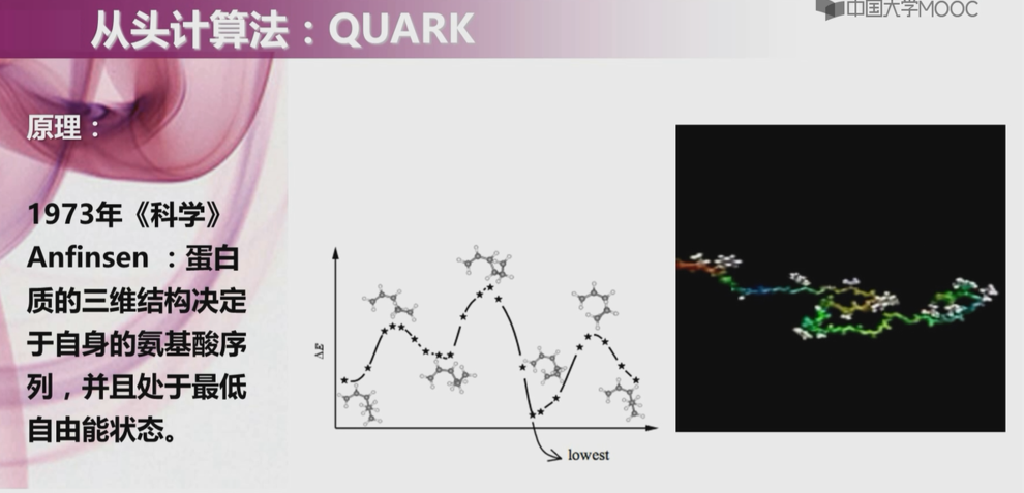 从头计算法：QUARK
中国大学MOOC
原理：
1973年《科学》
Anfinsen ：蛋白
质的三维结构决定
于自身的氨基酸序
列，并且处于最低
自由能状态。
ΔE
lowest